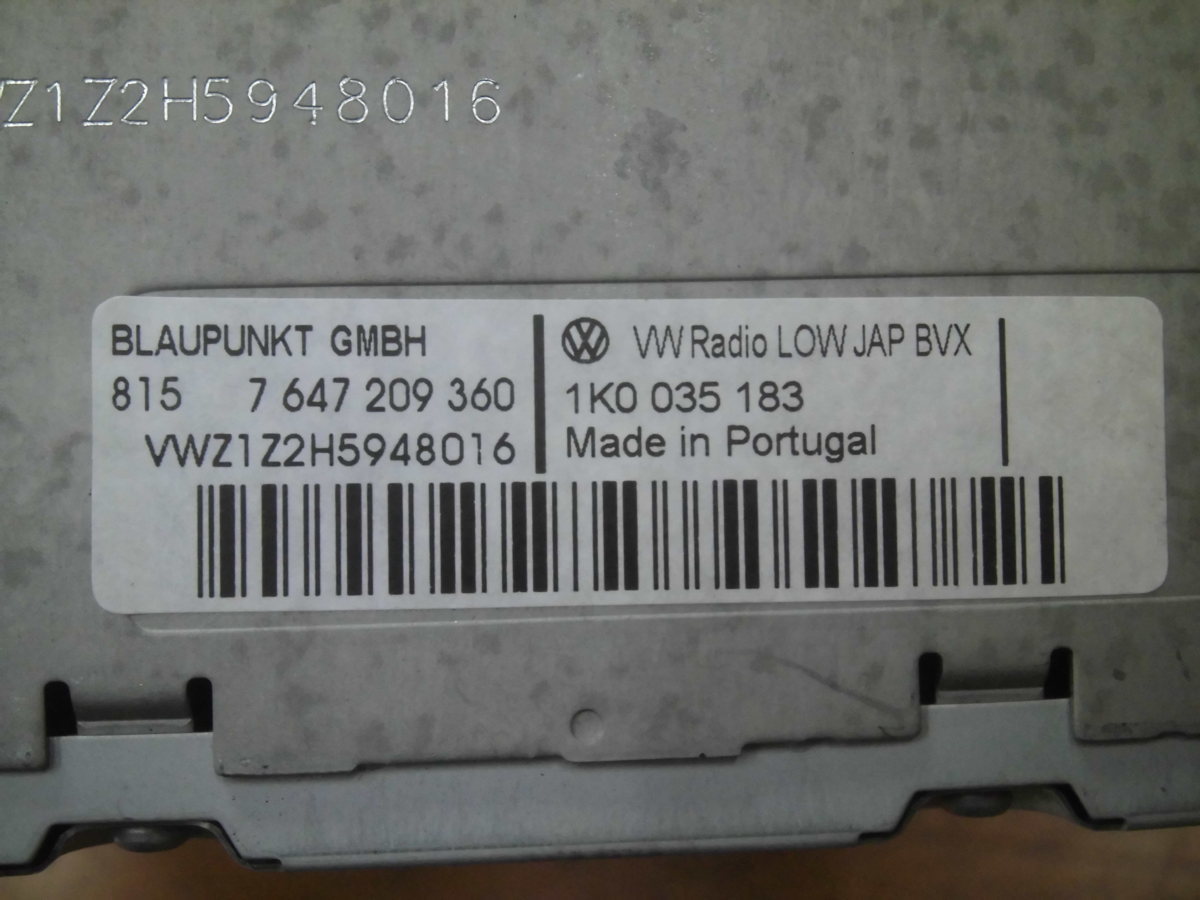 VZ1Z2H5948016
BLAUPUNKT GMBH
815 7 647 209 360
VWZ1Z2H5948016
VW Radio LOW JAP BVX
1K0 035 183
Made in Portugal